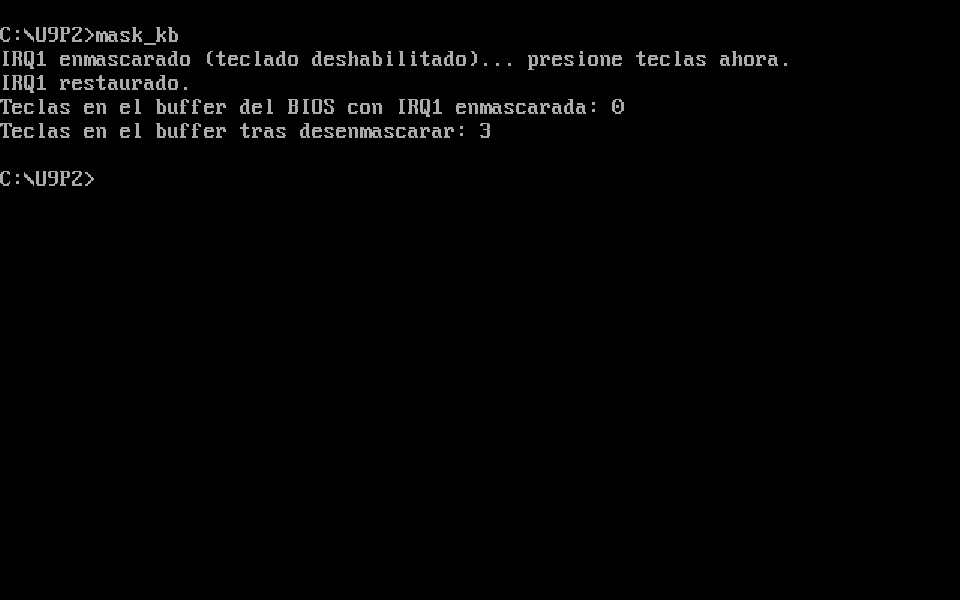 C:\U9P2>mask_kb
IRQ1 enmascarado (teclado deshabilitado)... presione teclas ahora.
IRQ1 restaurado.
Teclas en el buffer del BIOS con IRQ1 enmascarada: 0
Teclas en el buffer tras desenmascarar: 3
C:\U9P2>